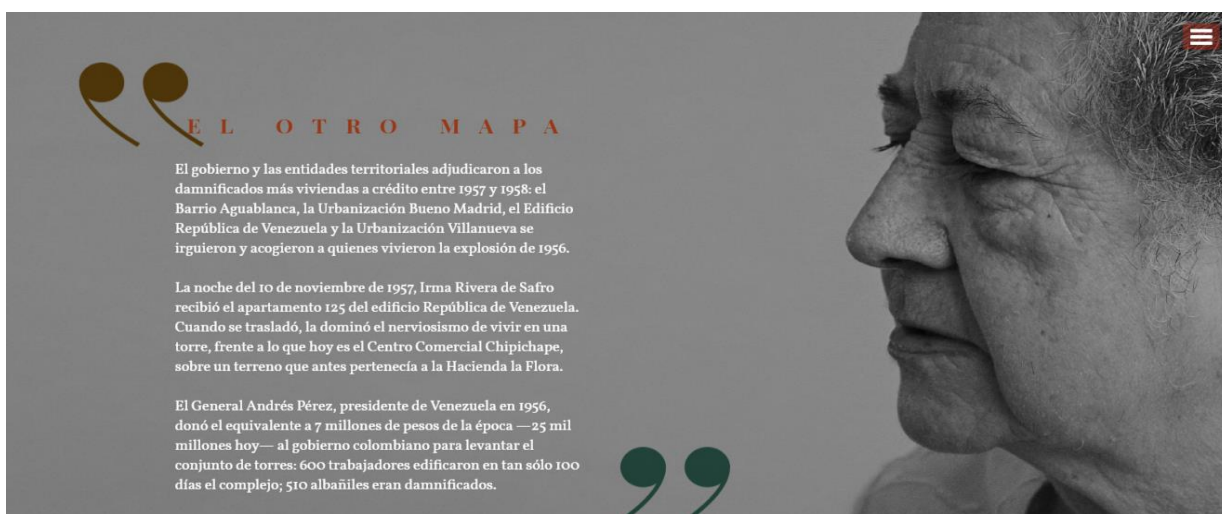 EL OTRO MAPA
El gobierno y las entidades territoriales adjudicaron a los
damnificados más viviendas a crédito entre 1957 y 1958: el
Barrio Aguablanca, la Urbanización Bueno Madrid, el Edificio
República de Venezuela y la Urbanización Villanueva se
irguieron y acogieron a quienes vivieron la explosión de 1956.
La noche del 10 de noviembre de 1957, Irma Rivera de Safro
recibió el apartamento 125 del edificio República de Venezuela.
Cuando se trasladó, la dominó el nerviosismo de vivir en una
torre, frente a lo que hoy es el Centro Comercial Chipichape,
sobre un terreno que antes pertenecía a la Hacienda la Flora.
El General Andrés Pérez, presidente de Venezuela en 1956,
donó el equivalente a 7 millones de pesos de la época —25 mil
millones hoy— al gobierno colombiano para levantar el
conjunto de torres: 600 trabajadores edificaron en tan sólo 100
días el complejo; 510 albañiles eran damnificados.